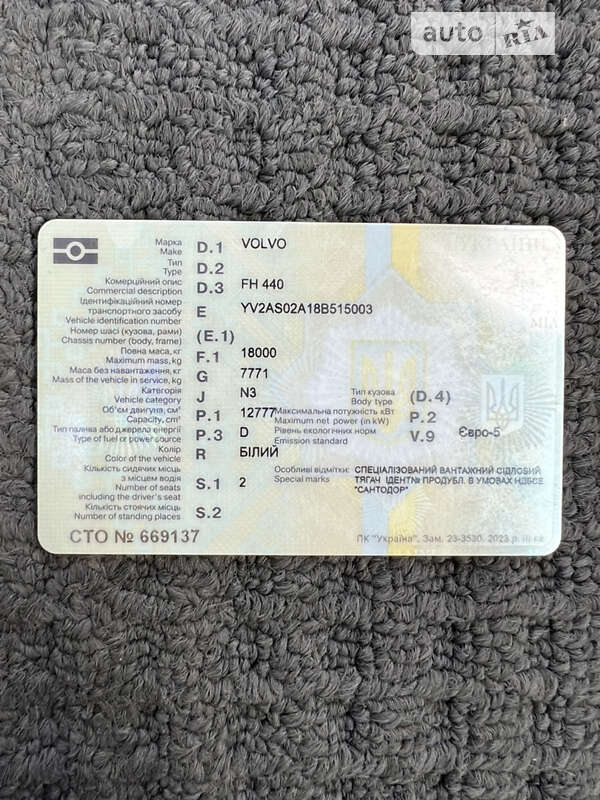 auto RIA
Марка D.1 VOLVO
Make
Тип D.2
Type
Комерційний опис D.3 FH 440
Commercial description
Ідентифікаційний номер
транспортного засобу E YV2AS02A18B515003
Vehicle identification number
Номер шасі (кузова, рами) (E.1)
Chassis number (body, frame)
Повна маса, кг F.1 18000
Maximum mass, kg
Маса без навантаження, кг G 7771
Mass of the vehicle in service, kg
Категорія J N3 Тип кузова (D.4)
Vehicle category Body type
Об'єм двигуна, см³ P.1 12777 Максимальна потужність кВт P.2
Capacity, cm³ Maximum net power (in kW)
Тип палива або джерело енергії P.3 D Рівень екологічних норм V.9 Євро-5
Type of fuel or power source Emission standard
Колір R БІЛИЙ
Color of the vehicle
Кількість сидячих місць Особливі відмітки: СПЕЦІАЛІЗОВАНИЙ ВАНТАЖНИЙ СІДЛОВИЙ
з місцем водія S.1 2 Special marks ТЯГАЧ ІДЕНТ№ ПРОДУБЛ. В УМОВАХ НДБСЕ
Number of seats "САНТОДОР"
including the driver's seat
Кількість стоячих місць S.2
Number of standing places
СТО № 669137 ПК "Україна", Зам. 23-3530, 2023 р. III кв.